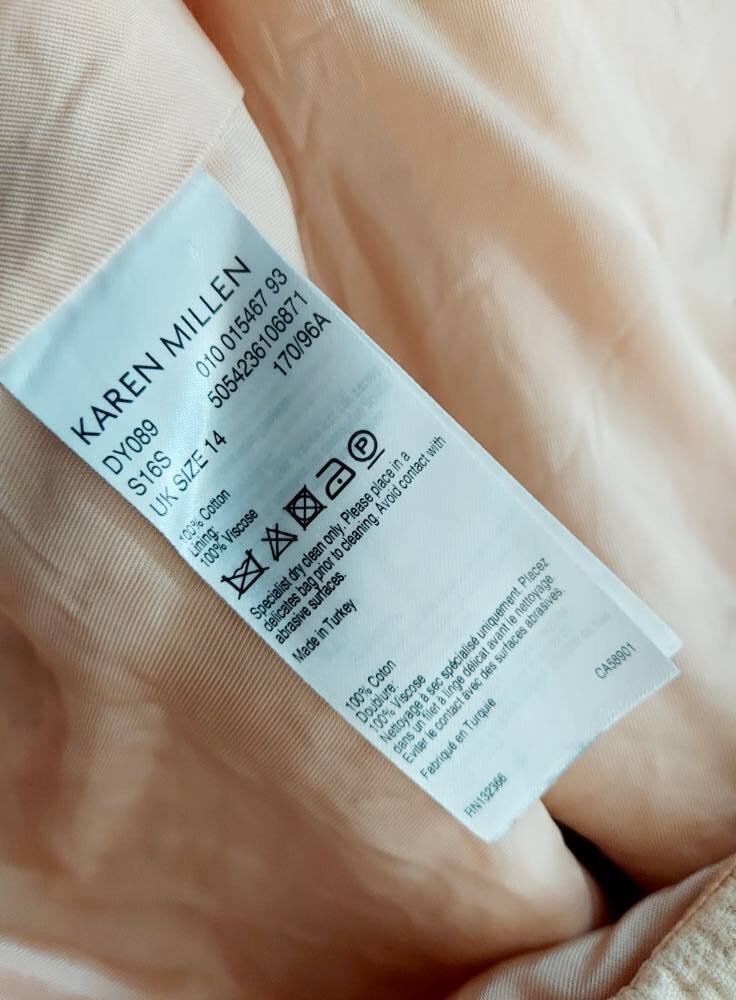 KAREN MILLEN
DY089 010 015467 93
S16S 5054236106871
UK SIZE 14 170/96A
100% Cotton
Lining:
100% Viscose
P
Specialist dry clean only. Please place in a
delicates bag prior to cleaning. Avoid contact with
abrasive surfaces.
Made in Turkey
100% Coton
Doublure:
100% Viscose
Nettoyage à sec spécialisé uniquement. Placez
dans un filet à linge délicat avant le nettoyage.
Eviter le contact avec des surfaces abrasives.
Fabriqué en Turquie
RN132366 CA58901